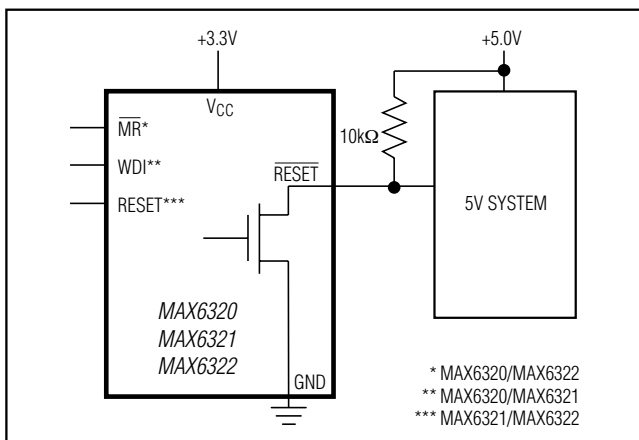 +3.3V
+5.0V
VCC
MR*
10kΩ
WDI**
RESET
RESET***
5V SYSTEM
MAX6320
MAX6321
MAX6322
GND
* MAX6320/MAX6322
** MAX6320/MAX6321
*** MAX6321/MAX6322